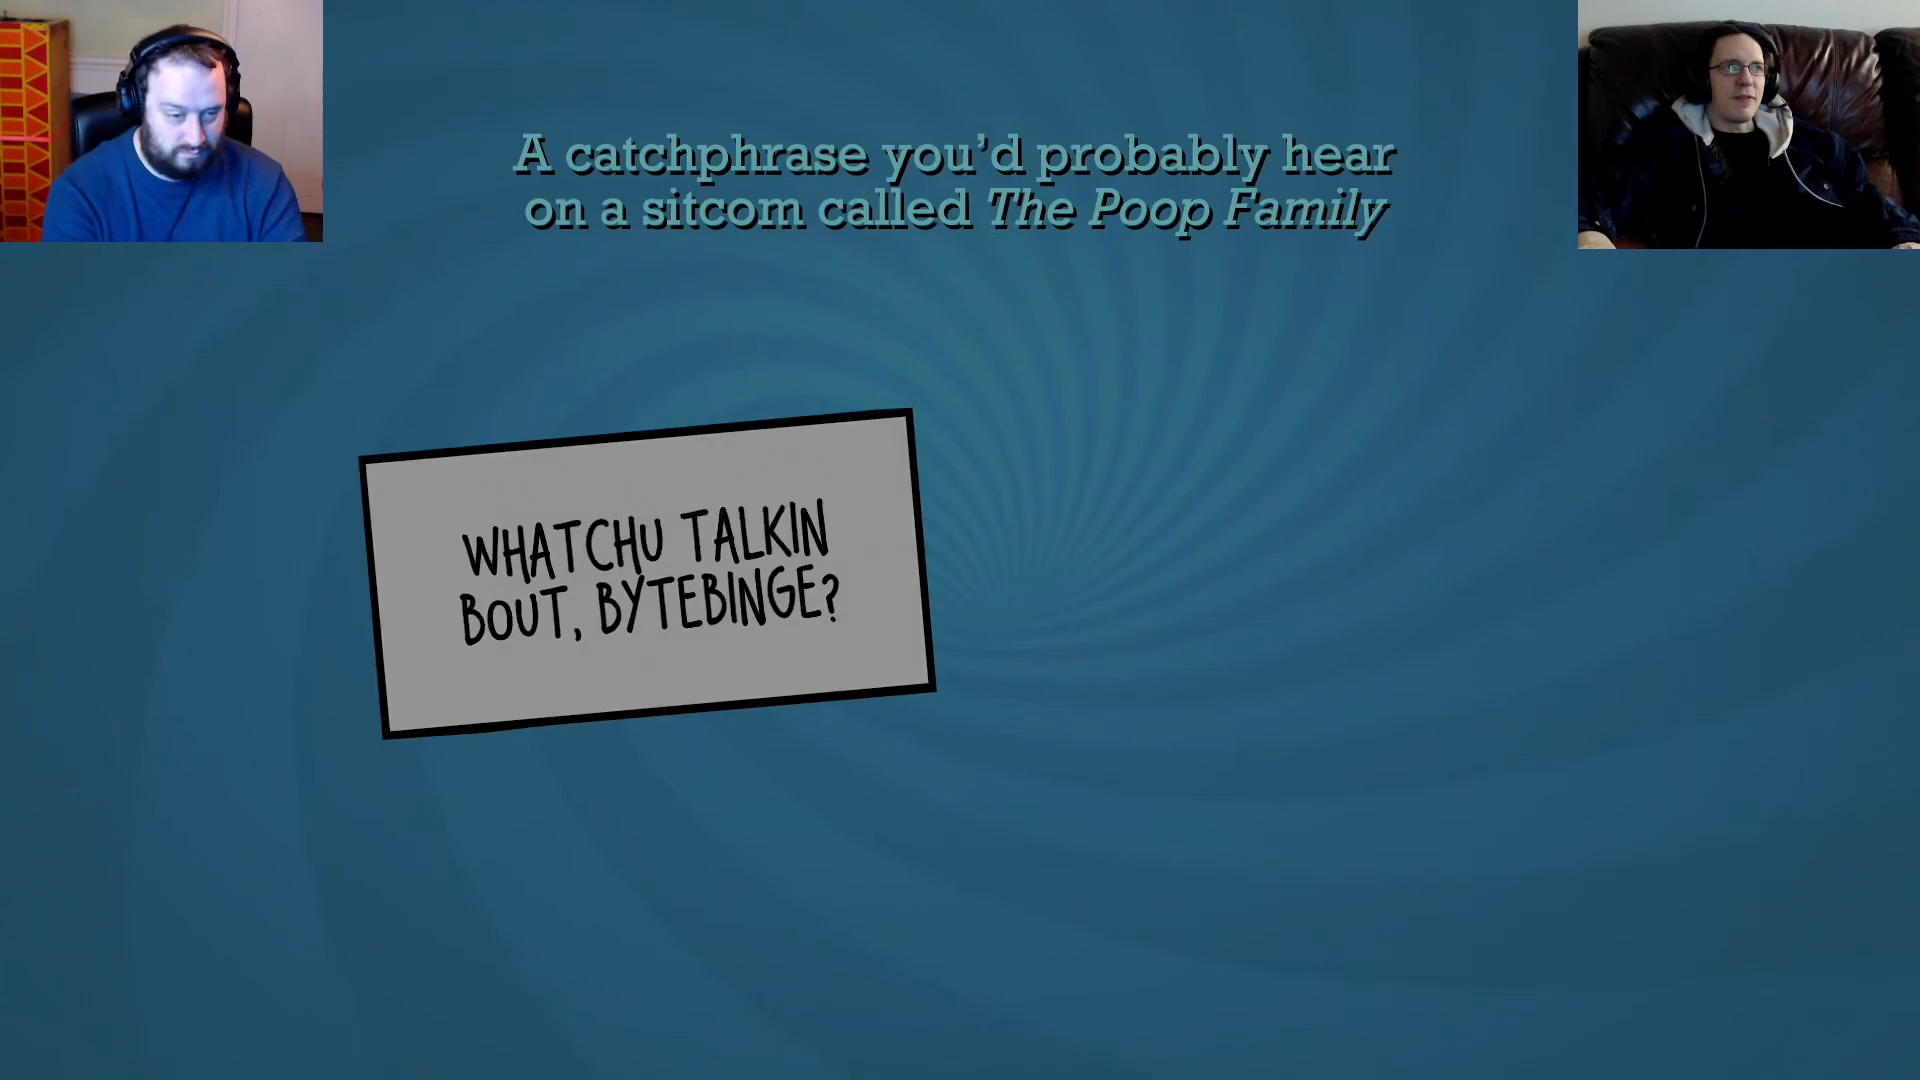 A catchphrase you'd probably hear
on a sitcom called The Poop Family
WHATCHU TALKIN
BOUT, BYTEBINGE?